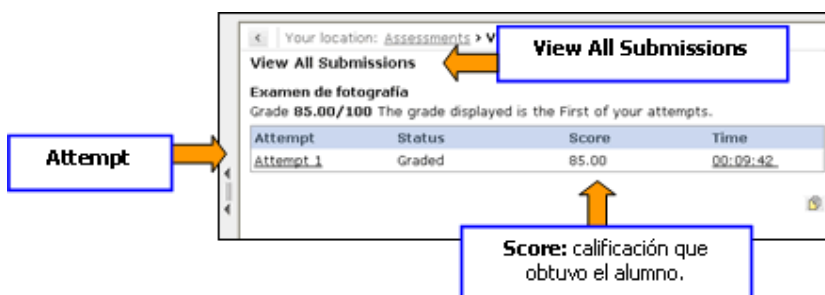 Your location: Assessments > V
View All Submissions
View All Submissions
Examen de fotografía
Grade 85.00/100 The grade displayed is the First of your attempts.
Attempt Status Score Time
Attempt
Attempt 1 Graded 85.00 00:09:42
Score: calificación que
obtuvo el alumno.